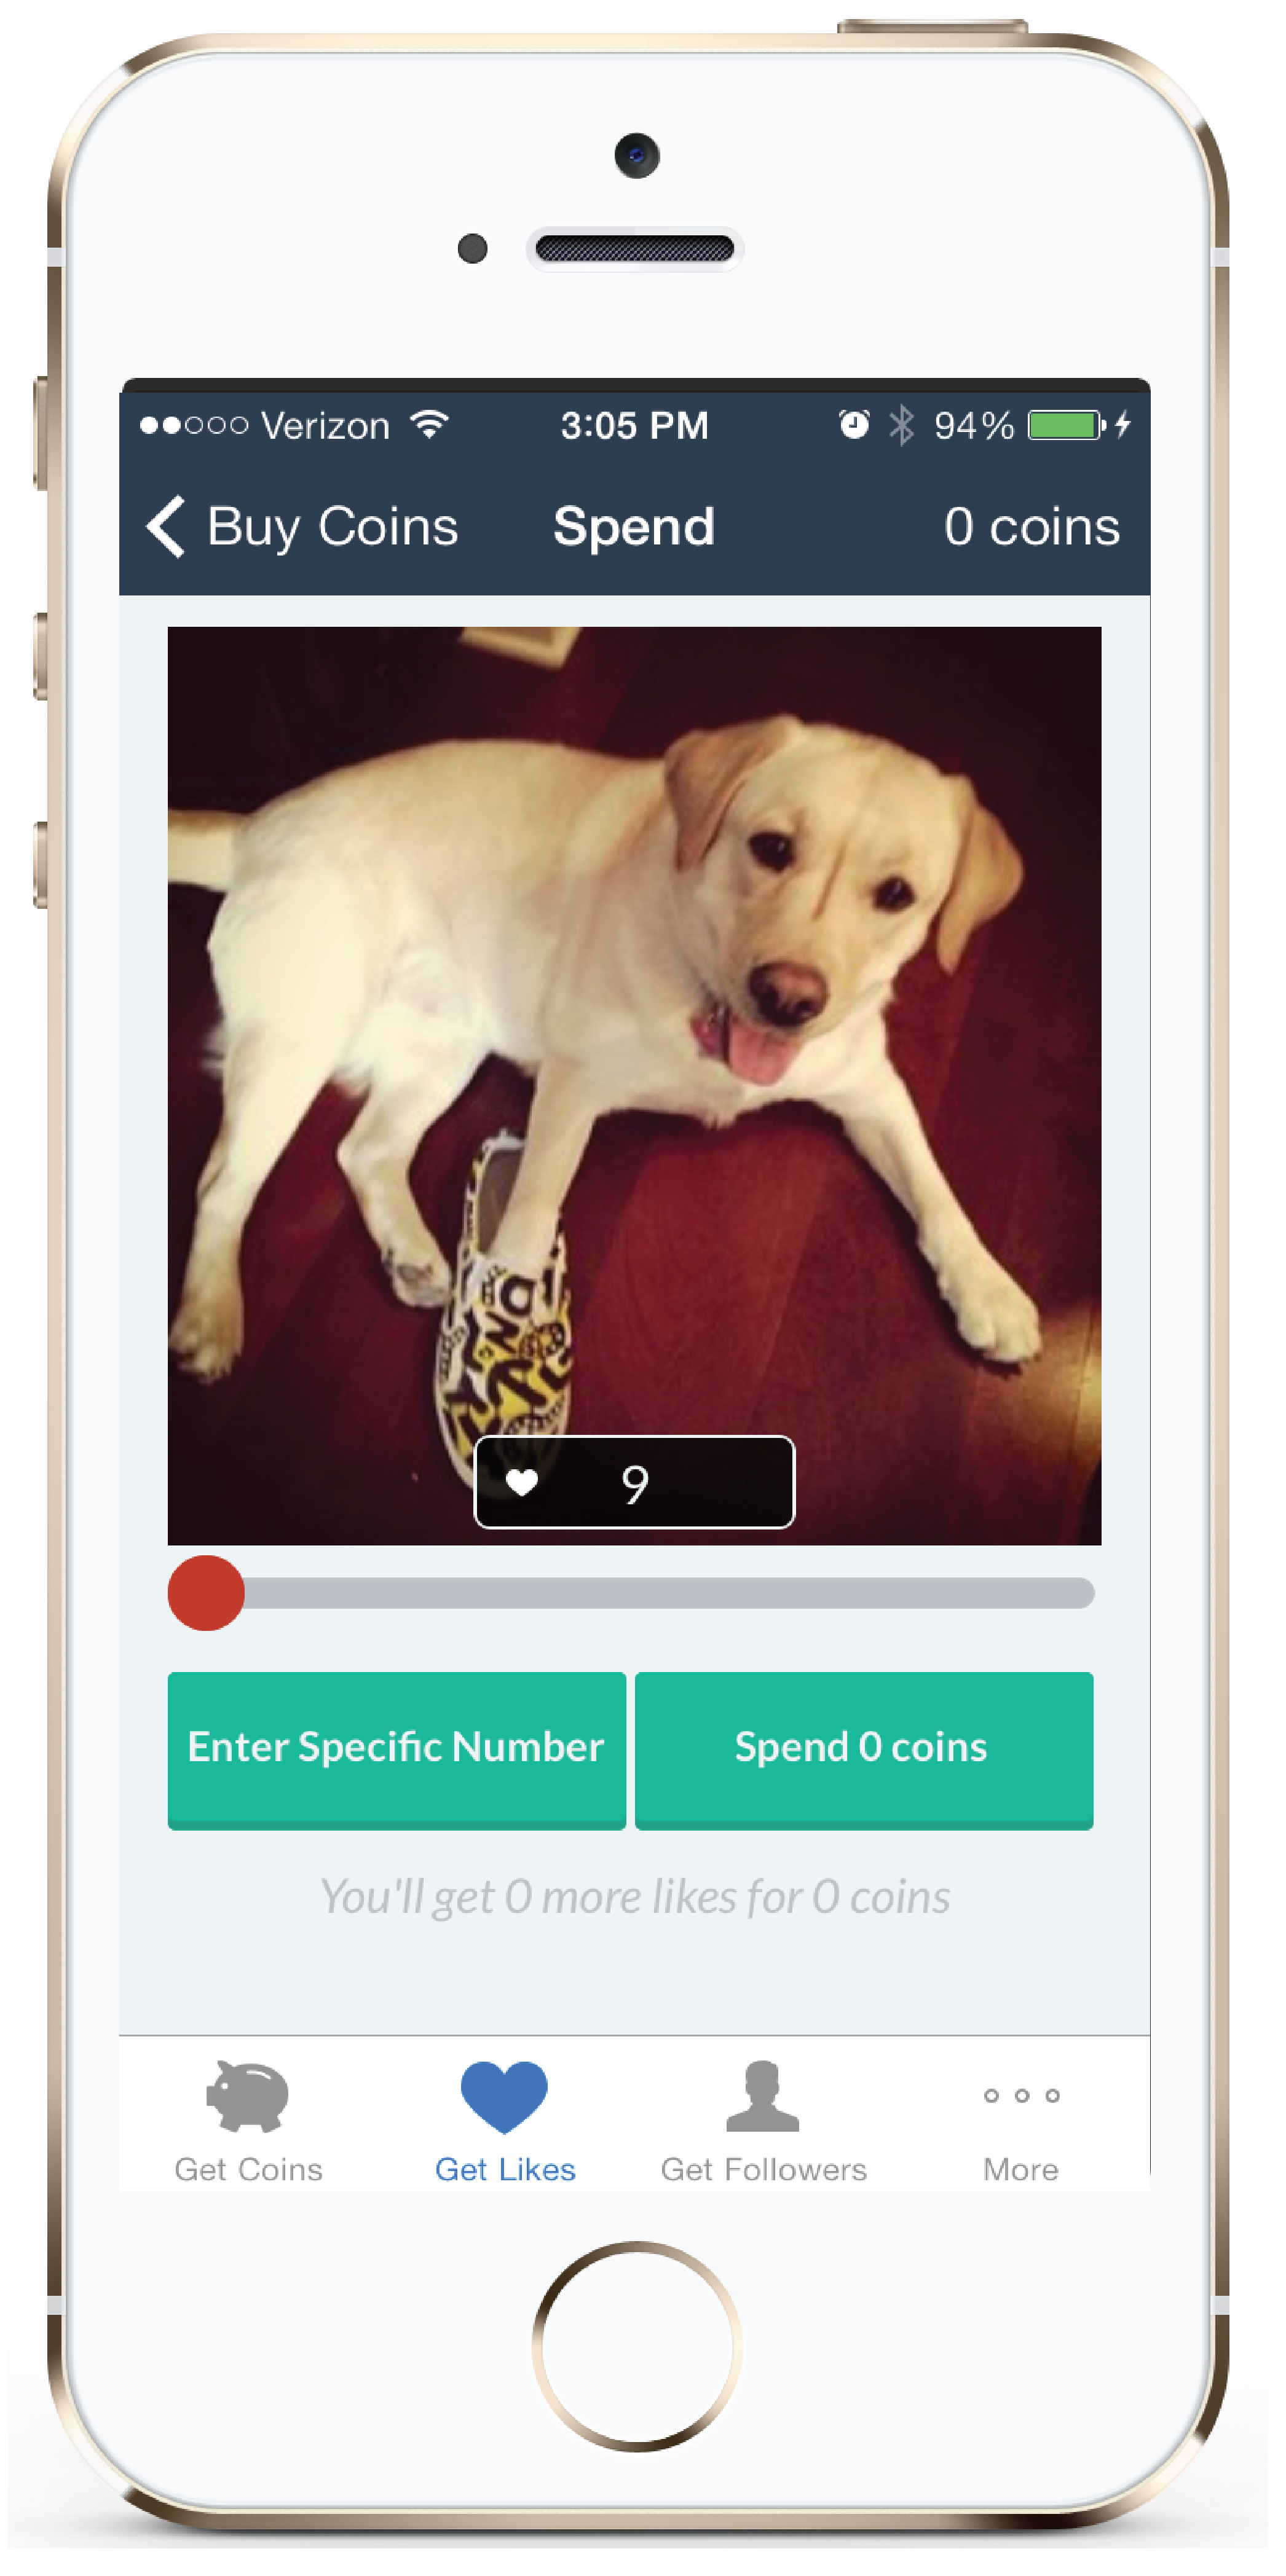 Verizon 3:05 PM 94%
Buy Coins Spend 0 coins
9
Enter Specific Number Spend 0 coins
You'll get 0 more likes for 0 coins
Get Coins Get Likes Get Followers More